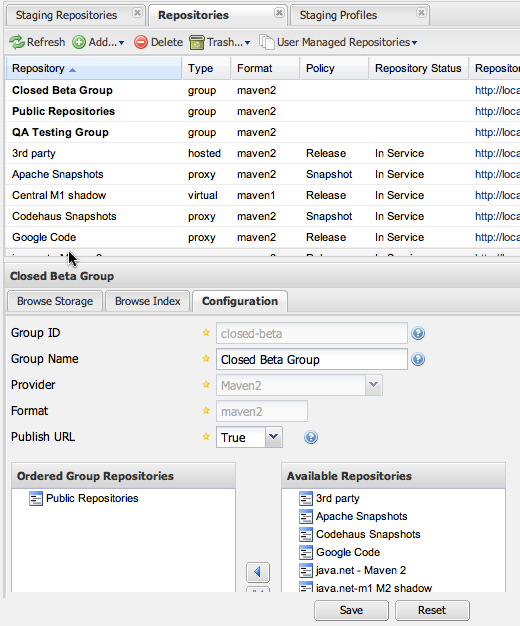 Staging Repositories Repositories Staging Profiles
Refresh Add... Delete Trash... User Managed Repositories
Repository Type Format Policy Repository Status Reposito
Closed Beta Group group maven2 http://loca
Public Repositories group maven2 http://loca
QA Testing Group group maven2 http://loca
3rd party hosted maven2 Release In Service http://loca
Apache Snapshots proxy maven2 Snapshot In Service http://loca
Central M1 shadow virtual maven1 Release In Service http://loca
Codehaus Snapshots proxy maven2 Snapshot In Service http://loca
Google Code proxy maven2 Release In Service http://loca
Closed Beta Group
Browse Storage Browse Index Configuration
Group ID closed-beta
Group Name Closed Beta Group
Provider Maven2
Format maven2
Publish URL True
Ordered Group Repositories Available Repositories
Public Repositories 3rd party
Apache Snapshots
Codehaus Snapshots
Google Code
java.net - Maven 2
java.net-m1 M2 shadow
Save Reset